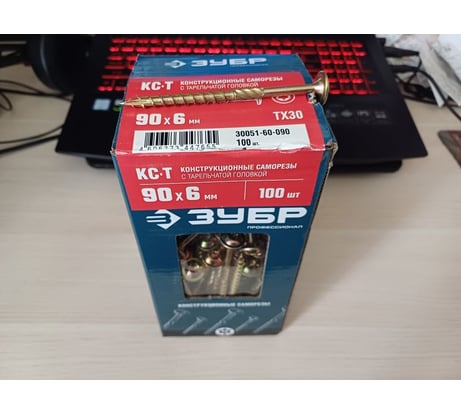 КС·Т КОНСТРУКЦИОННЫЕ САМОРЕЗЫ
С ТАРЕЛЬЧАТОЙ ГОЛОВКОЙ
90 x 6 мм TX30
30051-60-090
100 шт.
КС·Т КОНСТРУКЦИОННЫЕ САМОРЕЗЫ
С ТАРЕЛЬЧАТОЙ ГОЛОВКОЙ
90 x 6 мм 100 шт
ЗУБР
ПРОФЕССИОНАЛ
КОНСТРУКЦИОННЫЕ САМОРЕЗЫ